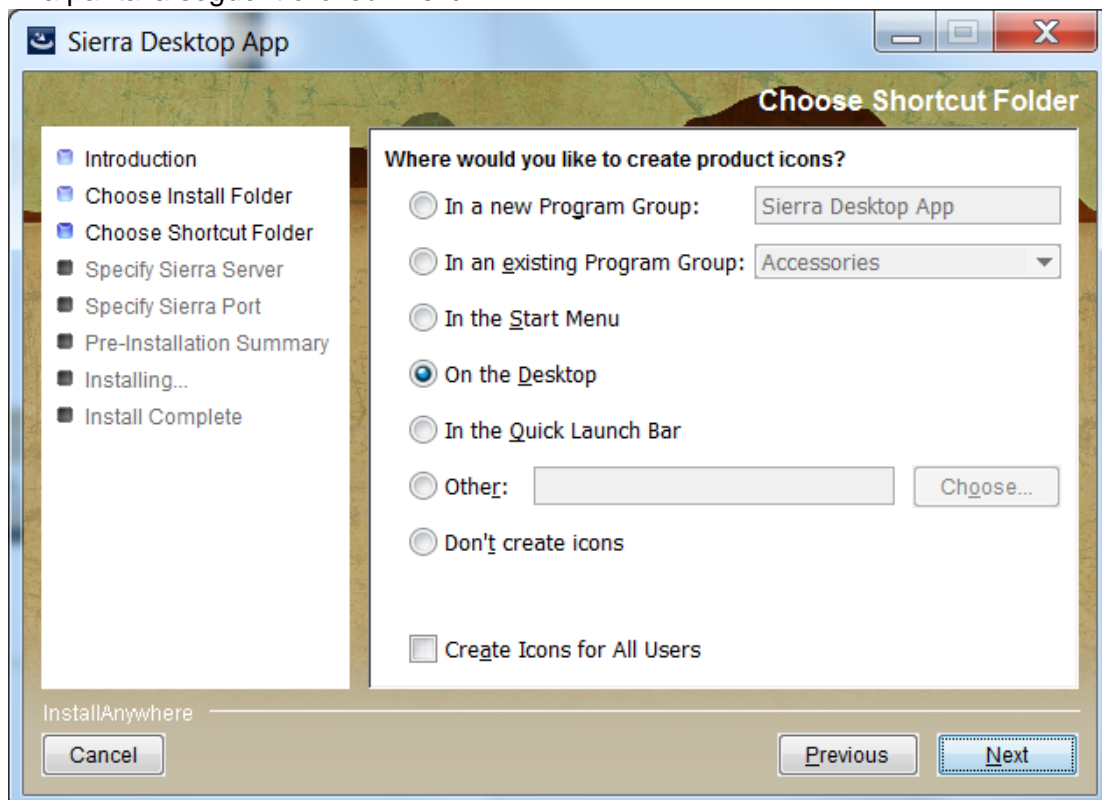 Sierra Desktop App
Choose Shortcut Folder
Introduction
Choose Install Folder
Choose Shortcut Folder
Specify Sierra Server
Specify Sierra Port
Pre-Installation Summary
Installing...
Install Complete
Where would you like to create product icons?
In a new Program Group: Sierra Desktop App
In an existing Program Group: Accessories
In the Start Menu
On the Desktop
In the Quick Launch Bar
Other: Choose...
Don't create icons
Create Icons for All Users
InstallAnywhere
Cancel Previous Next